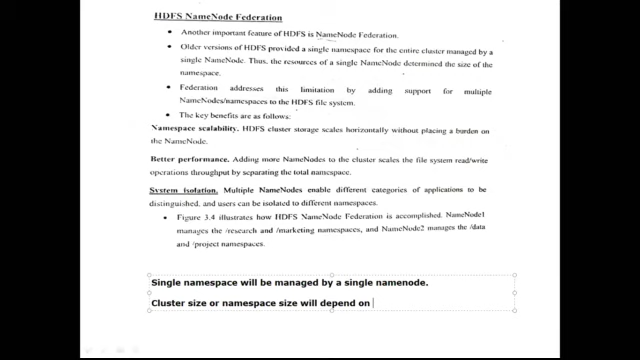 HDFS NameNode Federation
• Another important feature of HDFS is NameNode Federation.
• Older versions of HDFS provided a single namespace for the entire cluster managed by a
single NameNode. Thus, the resources of a single NameNode determined the size of the
namespace.
• Federation addresses this limitation by adding support for multiple
NameNodes/namespaces to the HDFS file system.
• The key benefits are as follows:
Namespace scalability. HDFS cluster storage scales horizontally without placing a burden on
the NameNode.
Better performance. Adding more NameNodes to the cluster scales the file system read/write
operations throughput by separating the total namespace.
System isolation. Multiple NameNodes enable different categories of applications to be
distinguished, and users can be isolated to different namespaces.
• Figure 3.4 illustrates how HDFS NameNode Federation is accomplished. NameNode1
manages the /research and /marketing namespaces, and NameNode2 manages the /data
and /project namespaces.
Single namespace will be managed by a single namenode.
Cluster size or namespace size will depend on